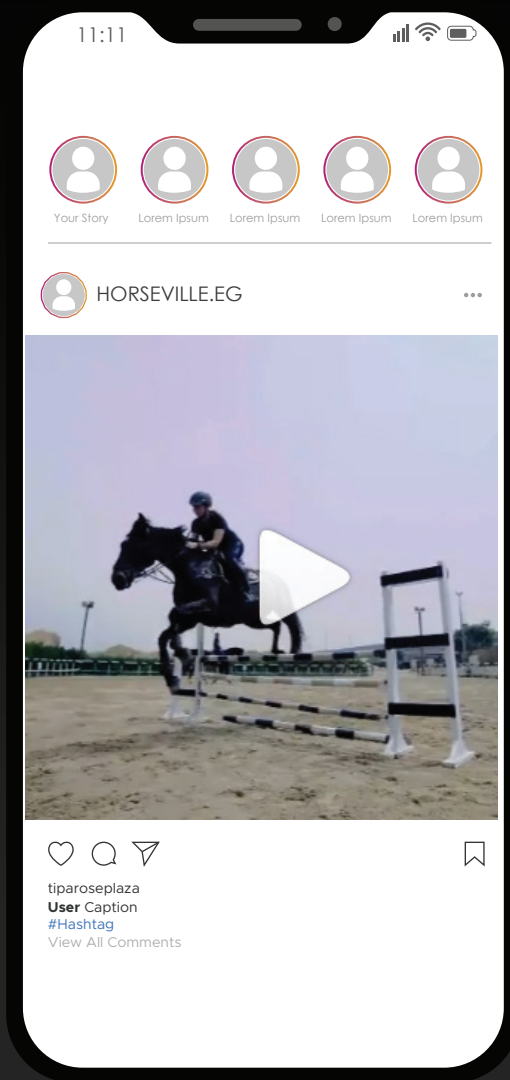 11:11
Your Story
Lorem Ipsum
Lorem Ipsum
Lorem Ipsum
Lorem Ipsum
HORSEVILLE.EG
tiparoseplaza
User Caption
#Hashtag
View All Comments